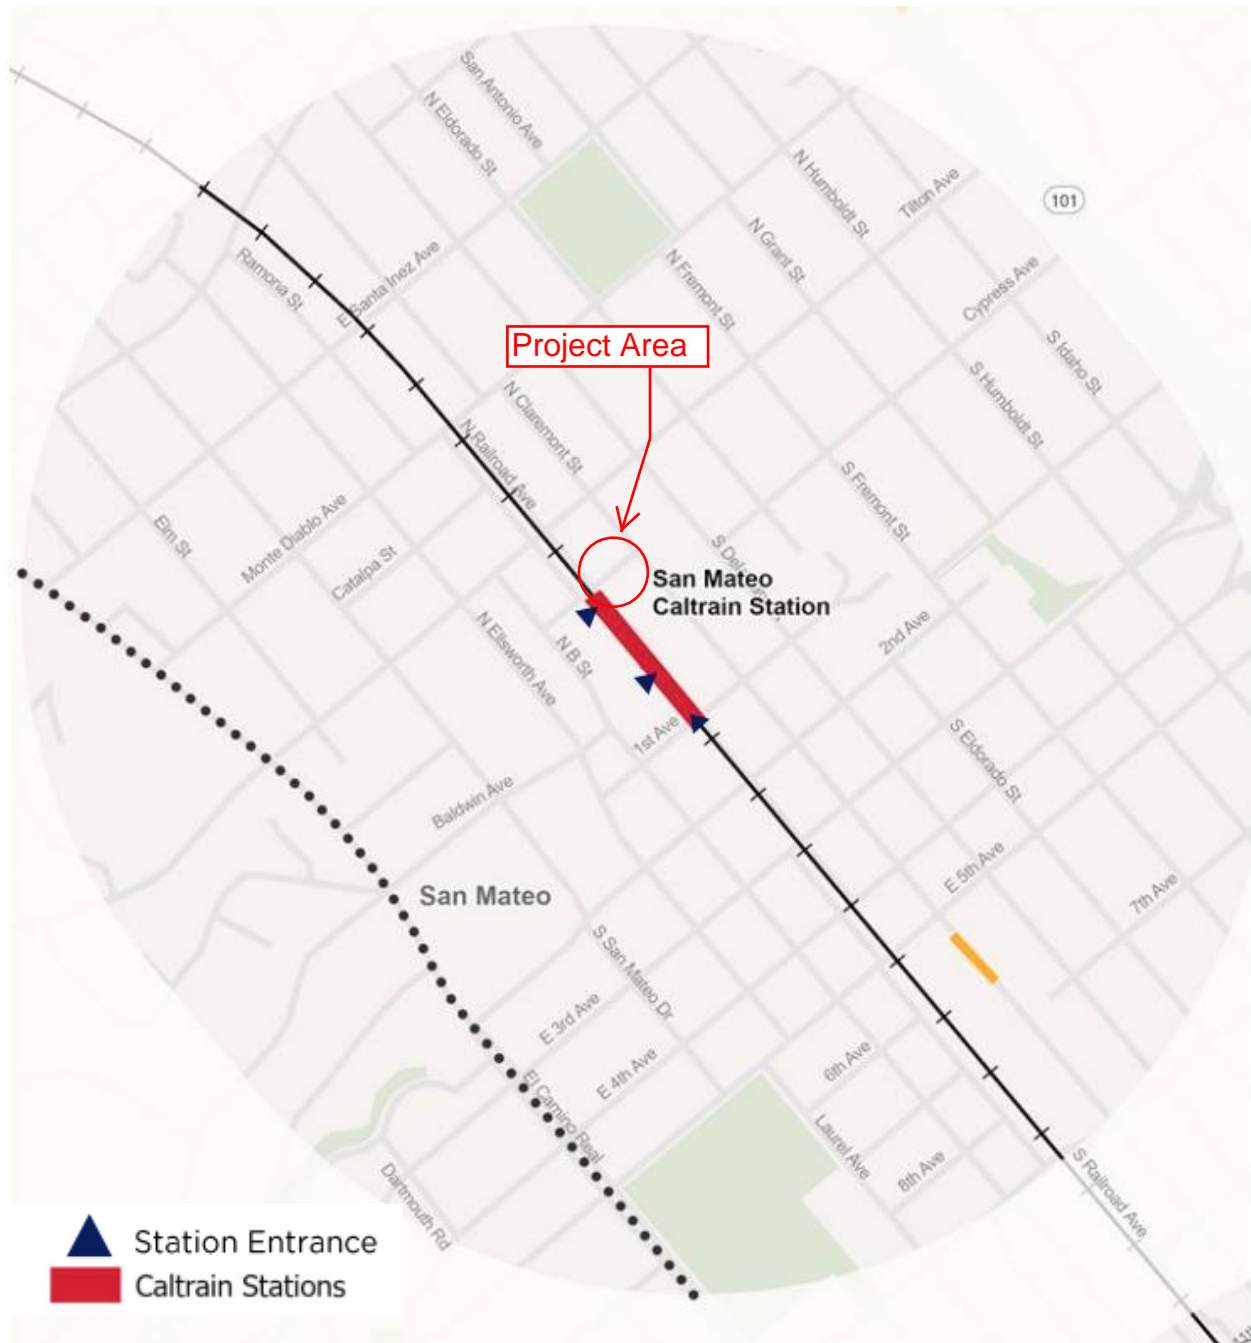 San Antonio Ave
N Eldorado St
N Humboldt St
Tilton Ave
101
N Grant St
Ramona St
E Santa Inez Ave
N Fremont St
Cypress Ave
Project Area
S Idaho St
S Humboldt St
N Claremont St
N Railroad Ave
S Fremont St
Elm St
Monte Diablo Ave
Catalpa St
San Mateo
Caltrain Station
N Ellsworth Ave
N B St
2nd Ave
1st Ave
S Eldorado St
Baldwin Ave
San Mateo
E 5th Ave
7th Ave
S San Mateo Dr
E 3rd Ave
E 4th Ave
6th Ave
El Camino Real
Laurel Ave
8th Ave
Dartmouth Rd
S Railroad Ave
Station Entrance
Caltrain Stations